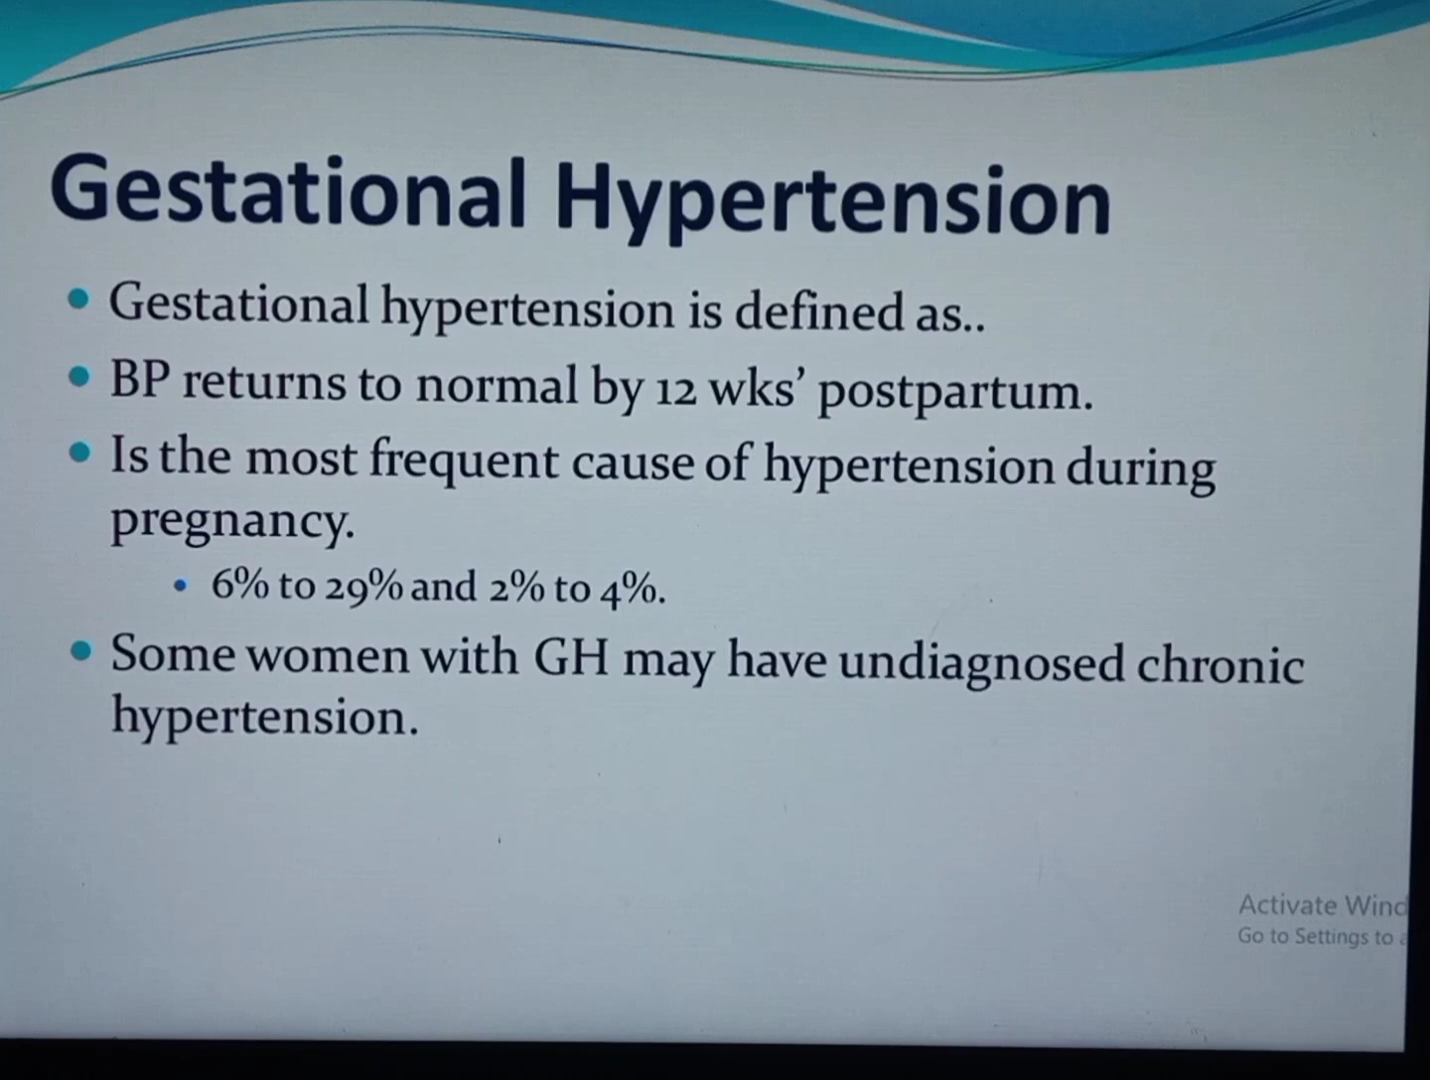 Gestational Hypertension
• Gestational hypertension is defined as..
• BP returns to normal by 12 wks’ postpartum.
• Is the most frequent cause of hypertension during
pregnancy.
• 6% to 29% and 2% to 4%.
• Some women with GH may have undiagnosed chronic
hypertension.
Activate Wind
Go to Settings to a